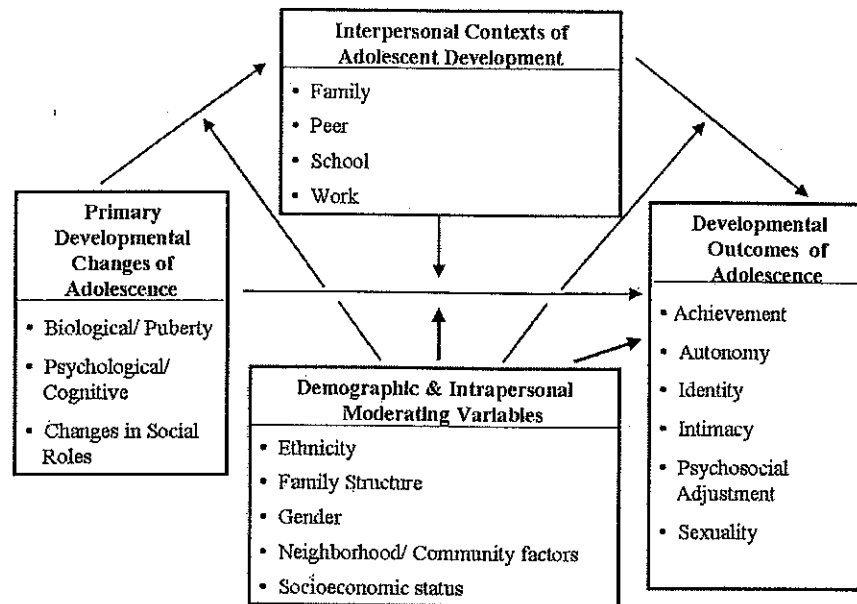 Interpersonal Contexts of
Adolescent Development
• Family
• Peer
• School
• Work
Primary
Developmental
Changes of
Adolescence
• Biological/ Puberty
• Psychological/
Cognitive
• Changes in Social
Roles
Demographic & Intrapersonal
Moderating Variables
• Ethnicity
• Family Structure
• Gender
• Neighborhood/ Community factors
• Socioeconomic status
Developmental
Outcomes of
Adolescence
• Achievement
• Autonomy
• Identity
• Intimacy
• Psychosocial
Adjustment
• Sexuality